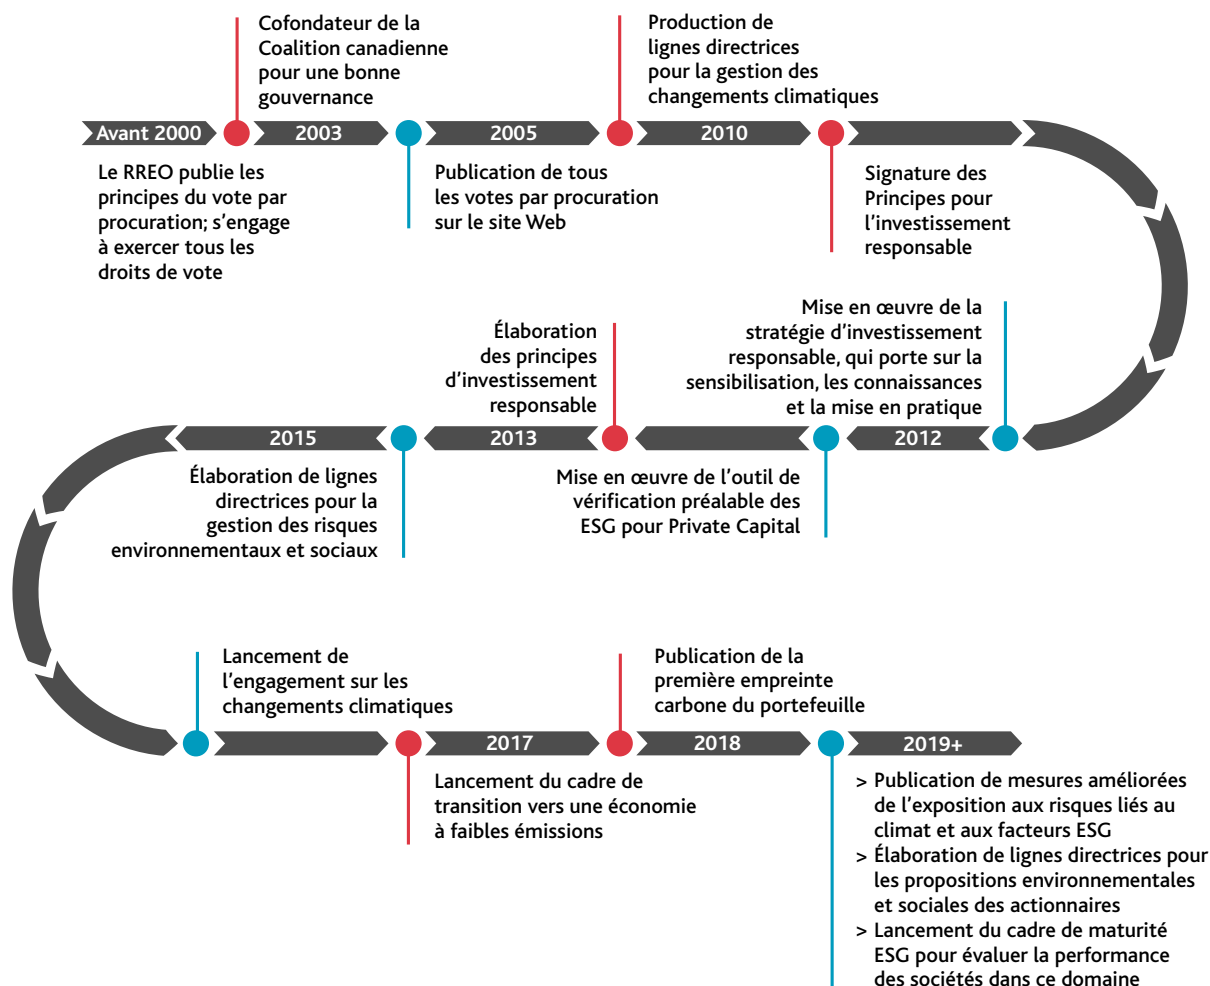 Avant 2000
Le RREO publie les
principes du vote par
procuration; s’engage
à exercer tous les
droits de vote
Cofondateur de la
Coalition canadienne
pour une bonne
gouvernance
2003
2005
Publication de tous
les votes par procuration
sur le site Web
Production de
lignes directrices
pour la gestion des
changements climatiques
2010
Signature des
Principes pour
l’investissement
responsable
Mise en œuvre de la
stratégie d’investissement
responsable, qui porte sur la
sensibilisation, les connaissances
et la mise en pratique
2012
Mise en œuvre de l’outil de
vérification préalable des
ESG pour Private Capital
Élaboration
des principes
d’investissement
responsable
2013
2015
Élaboration de lignes
directrices pour la
gestion des risques
environnementaux et sociaux
Lancement de
l’engagement sur les
changements climatiques
2017
Lancement du cadre de
transition vers une économie
à faibles émissions
Publication de la
première empreinte
carbone du portefeuille
2018
2019+
> Publication de mesures améliorées
de l’exposition aux risques liés au
climat et aux facteurs ESG
> Élaboration de lignes directrices pour
les propositions environnementales
et sociales des actionnaires
> Lancement du cadre de maturité
ESG pour évaluer la performance
des sociétés dans ce domaine